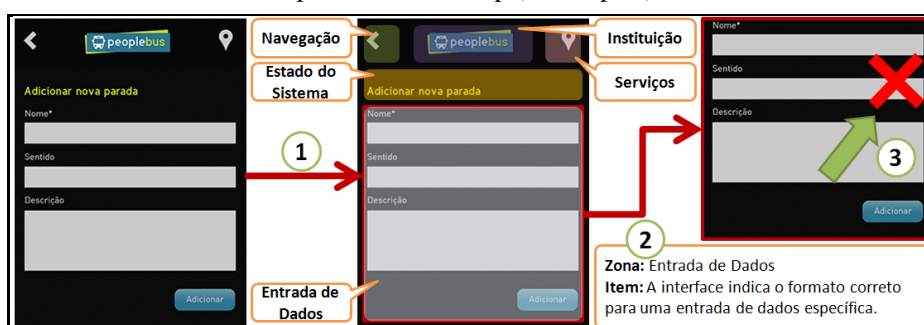 peoplebus
Adicionar nova parada
Nome*
Sentido
Descrição
Adicionar
1
Navegação
Estado do
Sistema
Entrada de
Dados
peoplebus
Adicionar nova parada
Nome*
Sentido
Descrição
Adicionar
Instituição
Serviços
2
Zona: Entrada de Dados
Item: A interface indica o formato correto
para uma entrada de dados específica.
Nome*
Sentido
Descrição
3
Adicionar